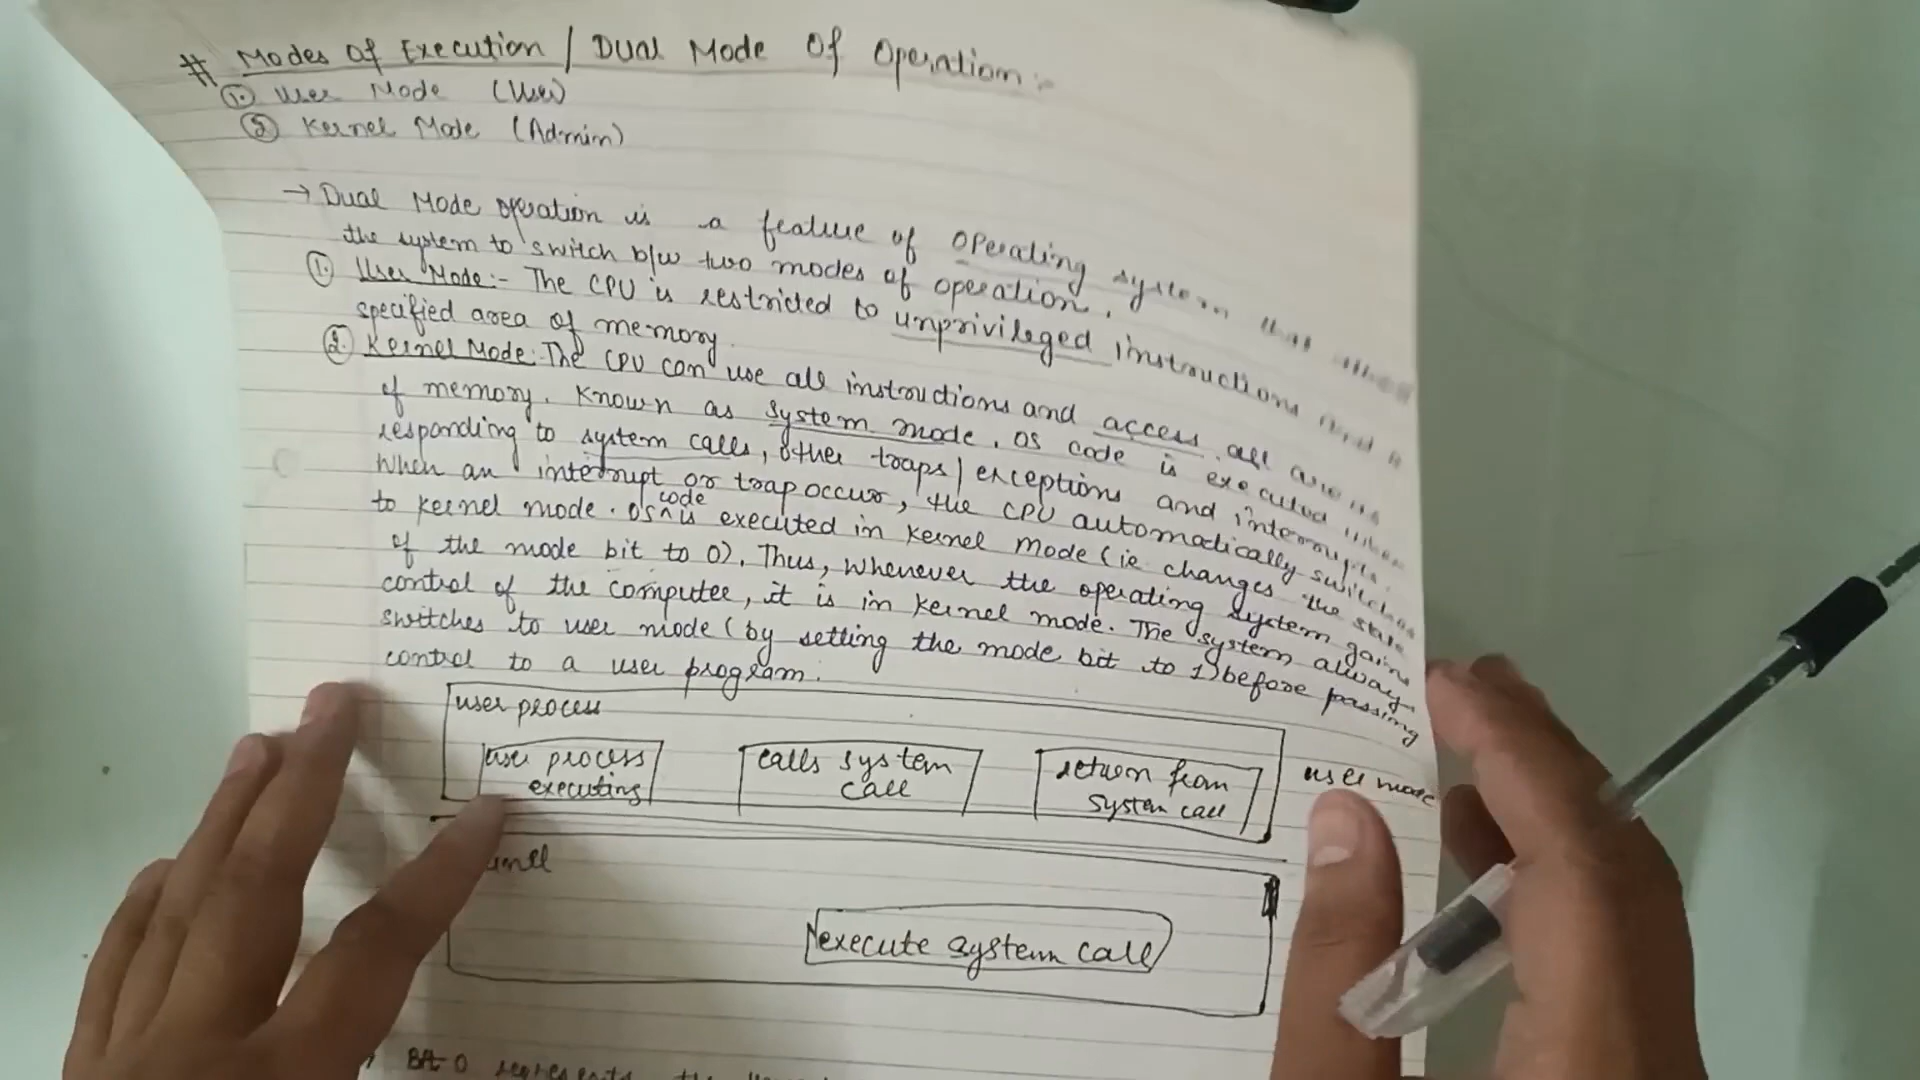 # Modes Of Execution / Dual Mode Of Operation:-
① User Mode (User)
② Kernel Mode (Admin)
→ Dual Mode operation is a feature of Operating system that allows
the system to switch b/w two modes of operation.
① User Mode:- The CPU is restricted to unprivileged instructions and a
specified area of memory.
② Kernel Mode: The CPU can use all instructions and access all areas
of memory. Known as system mode. OS code is executed when
responding to system calls, other traps/exceptions and interrupts.
When an interrupt or trap occur, the CPU automatically switches
to kernel mode. OS code is executed in kernel mode (ie changes the state
of the mode bit to 0). Thus, whenever the operating system gains
control of the computer, it is in kernel mode. The system always
switches to user mode (by setting the mode bit to 1) before passing
control to a user program.
user process
user process
executing
calls system
call
return from
system call
user mode
execute system call
0 represents the